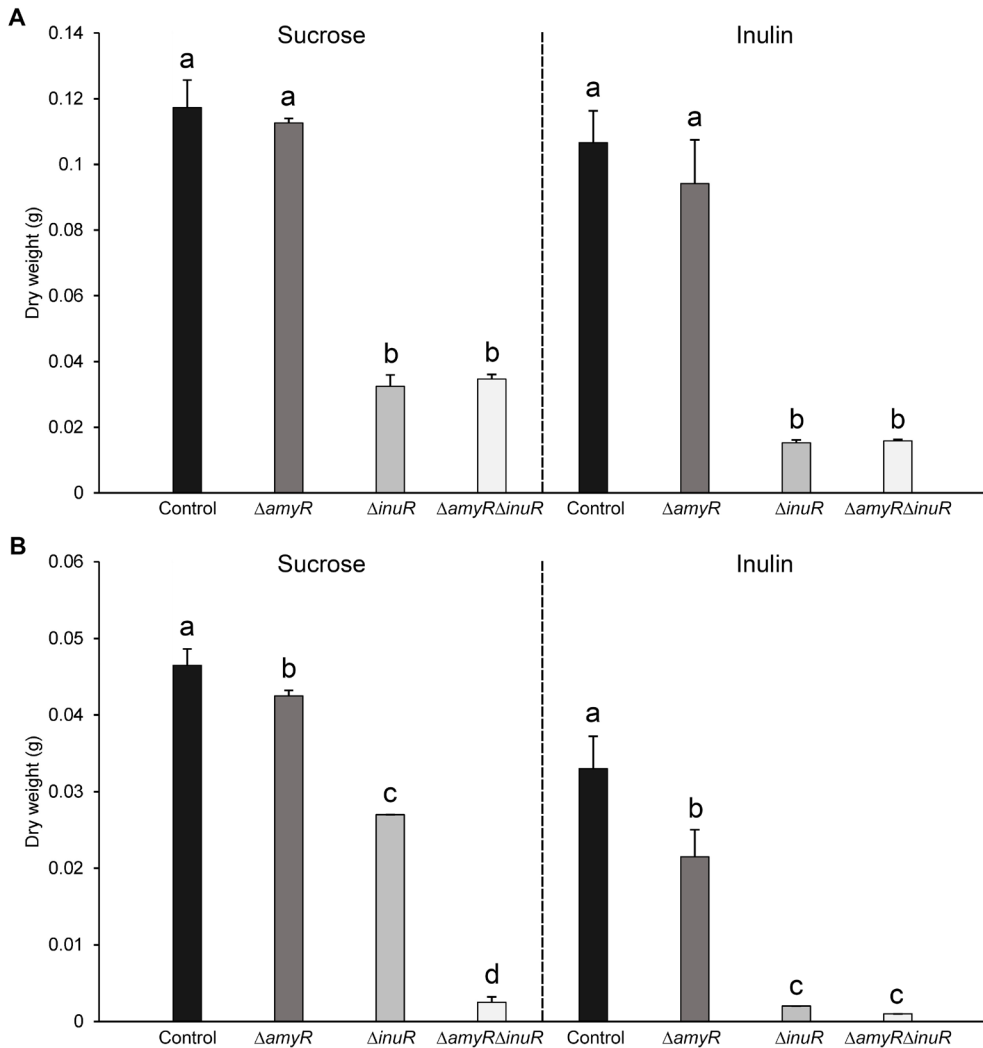 A
Sucrose Inulin
0.14
0.12
0.1
0.08
0.06
0.04
0.02
0
Dry weight (g)
a a b b a a b b
Control ΔamyR ΔinuR ΔamyRΔinuR Control ΔamyR ΔinuR ΔamyRΔinuR
B
Sucrose Inulin
0.06
0.05
0.04
0.03
0.02
0.01
0
Dry weight (g)
a b c d a b c c
Control ΔamyR ΔinuR ΔamyRΔinuR Control ΔamyR ΔinuR ΔamyRΔinuR